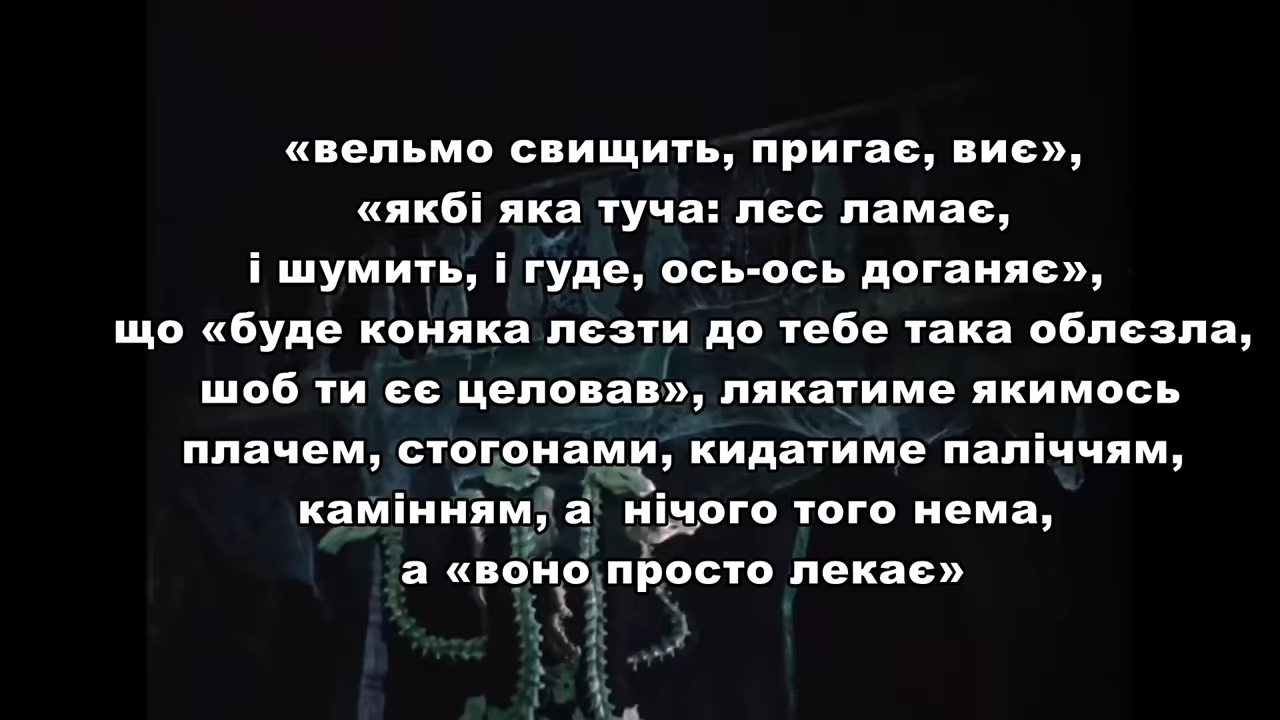 «вельмо свищить, пригає, виє»,
«якбі яка туча: лєс ламає,
і шумить, і гуде, ось-ось доганяє»,
що «буде коняка лєзти до тебе така облєзла,
шоб ти єє целовав», лякатиме якимось
плачем, стогонами, кидатиме паліччям,
камінням, а  нічого того нема,
а «воно просто лекає»